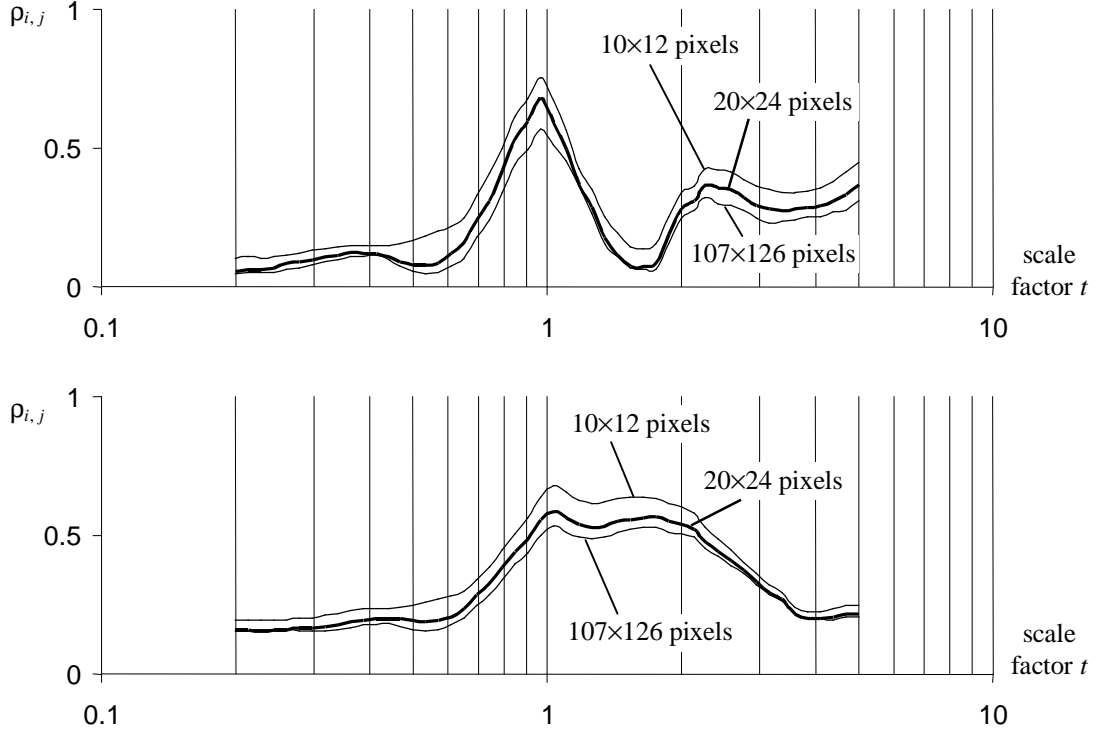 ρi, j
1
10×12 pixels
20×24 pixels
0.5
107×126 pixels
scale
factor t
0
0.1
1
10
ρi, j
1
10×12 pixels
20×24 pixels
0.5
107×126 pixels
scale
factor t
0
0.1
1
10